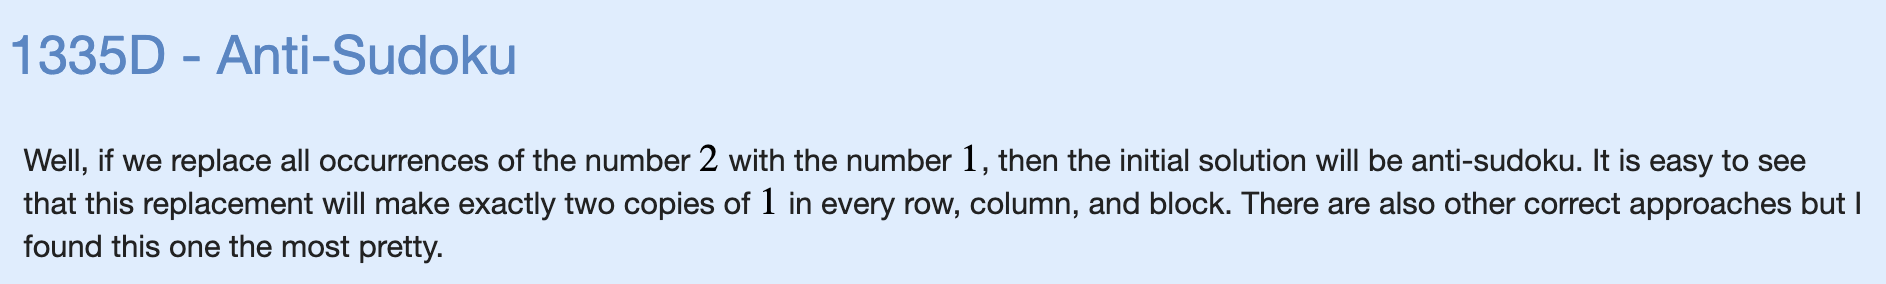 1335D - Anti-Sudoku
Well, if we replace all occurrences of the number 2 with the number 1, then the initial solution will be anti-sudoku. It is easy to see
that this replacement will make exactly two copies of 1 in every row, column, and block. There are also other correct approaches but I
found this one the most pretty.